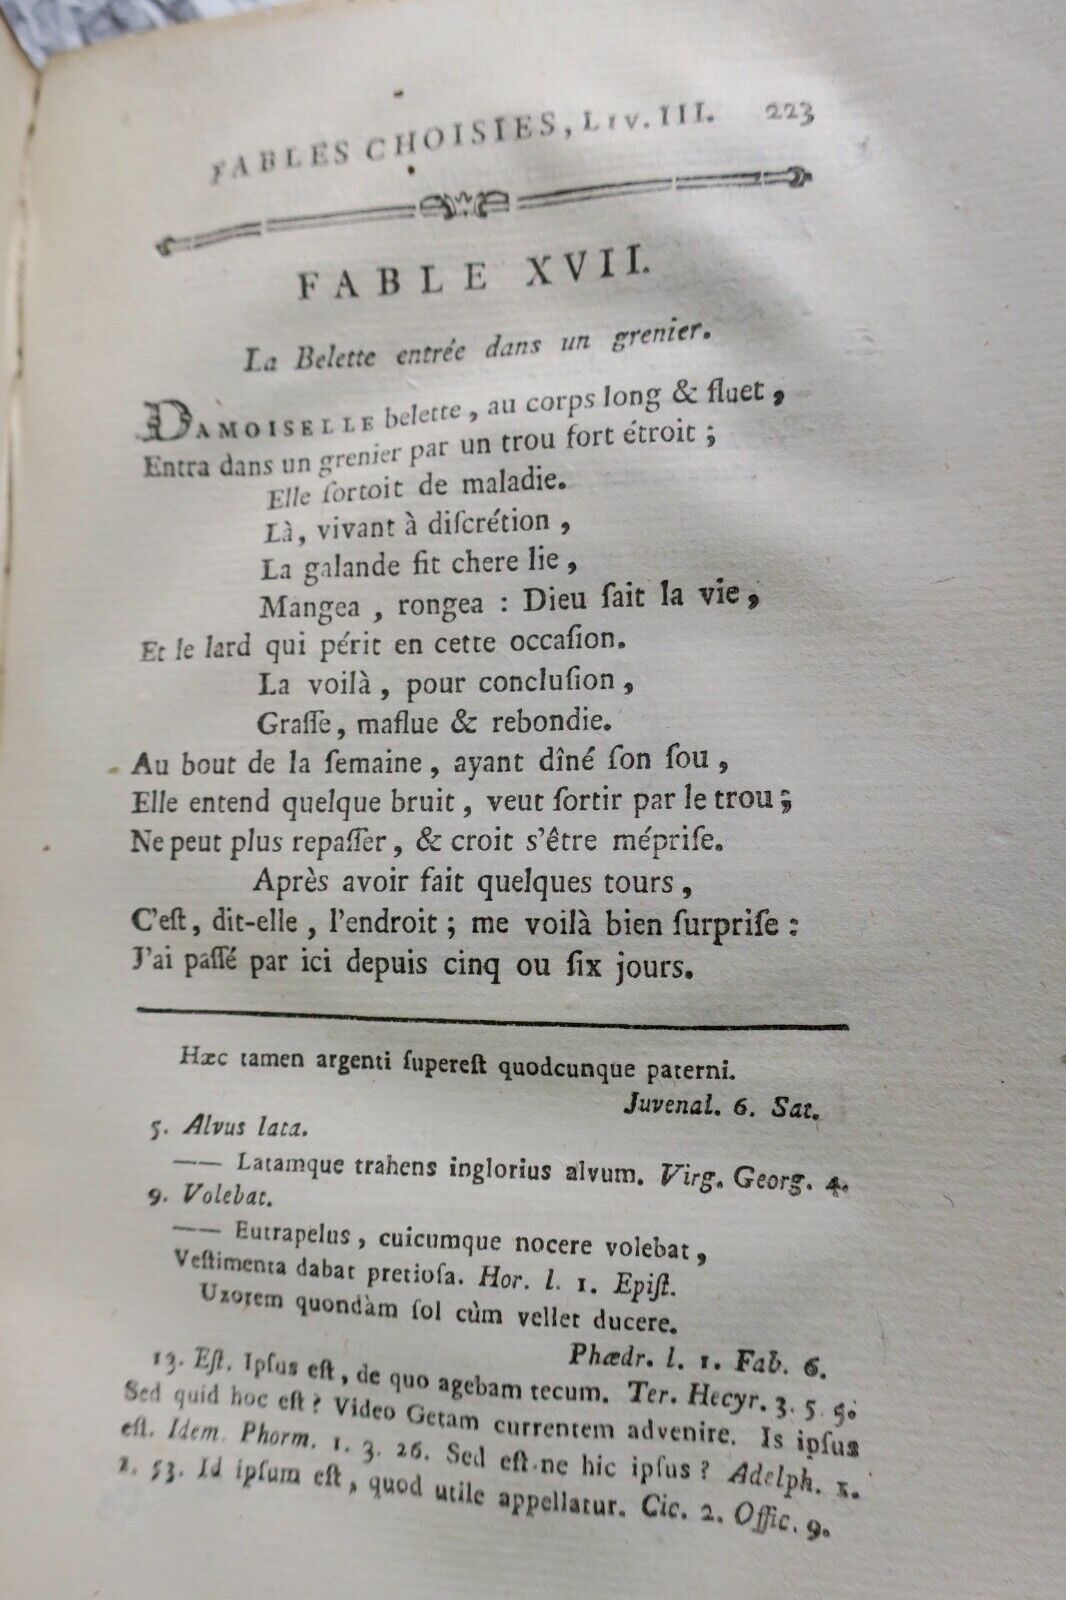 FABLES CHOISIES, LIV. III. 223
FABLE XVII.
La Belette entrée dans un grenier.
DAMOISELLE belette, au corps long & fluet,
Entra dans un grenier par un trou fort étroit ;
Elle ſortoit de maladie.
Là, vivant à diſcrétion,
La galande fit chere lie,
Mangea, rongea : Dieu ſait la vie,
Et le lard qui périt en cette occaſion.
La voilà, pour concluſion,
Graſſe, maflue & rebondie.
Au bout de la ſemaine, ayant dîné ſon ſou,
Elle entend quelque bruit, veut ſortir par le trou ;
Ne peut plus repaſſer, & croit s'être mépriſe.
Après avoir fait quelques tours,
C'eſt, dit-elle, l'endroit ; me voilà bien ſurpriſe :
J'ai paſſé par ici depuis cinq ou ſix jours.
Hæc tamen argenti ſupereſt quodcunque paterni.
Juvenal. 6. Sat.
5. Alvus lata.
—— Latamque trahens inglorius alvum. Virg. Georg. 4.
9. Volebat.
—— Eutrapelus, cuicumque nocere volebat,
Veſtimenta dabat pretioſa. Hor. l. 1. Epiſt.
Uxorem quondàm ſol cùm vellet ducere.
Phædr. l. 1. Fab. 6.
13. Eſt. Ipſus eſt, de quo agebam tecum. Ter. Hecyr. 3. 5. 5.
Sed quid hoc eſt ? Video Getam currentem advenire. Is ipſus
eſt. Idem. Phorm. 1. 3. 26. Sed eſt-ne hic ipſus ? Adelph. 1.
1. 53. Id ipſum eſt, quod utile appellatur. Cic. 2. Offic. 9.